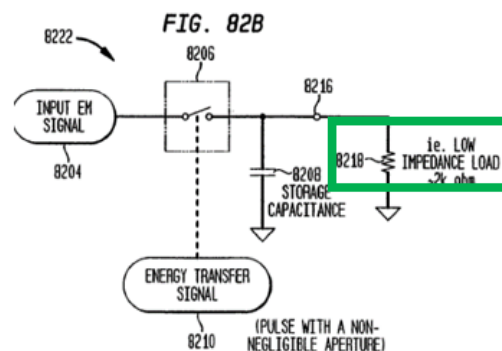 FIG. 82B
8222
8206
8216
INPUT EM
SIGNAL
8204
8218
ie. LOW
IMPEDANCE LOAD
~2k ohm
8208
STORAGE
CAPACITANCE
ENERGY TRANSFER
SIGNAL
8210
(PULSE WITH A NON-
NEGLIGIBLE APERTURE)